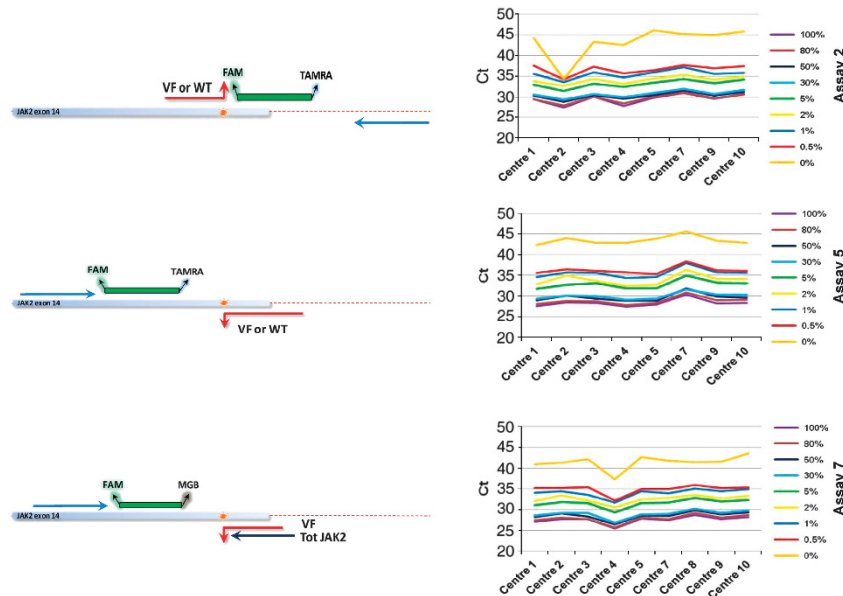 FAM
TAMRA
VF or WT
JAK2 exon 14
Ct
50
45
40
35
30
25
20
Centre 1
Centre 2
Centre 3
Centre 4
Centre 5
Centre 7
Centre 9
Centre 10
100%
80%
50%
30%
5%
2%
1%
0.5%
0%
Assay 2
FAM
TAMRA
JAK2 exon 14
VF or WT
Ct
50
45
40
35
30
25
20
Centre 1
Centre 2
Centre 3
Centre 4
Centre 5
Centre 7
Centre 9
Centre 10
100%
80%
50%
30%
5%
2%
1%
0.5%
0%
Assay 5
FAM
MGB
JAK2 exon 14
VF
Tot JAK2
Ct
50
45
40
35
30
25
20
Centre 1
Centre 2
Centre 3
Centre 4
Centre 5
Centre 7
Centre 9
Centre 10
100%
80%
50%
30%
5%
2%
1%
0.5%
0%
Assay 7